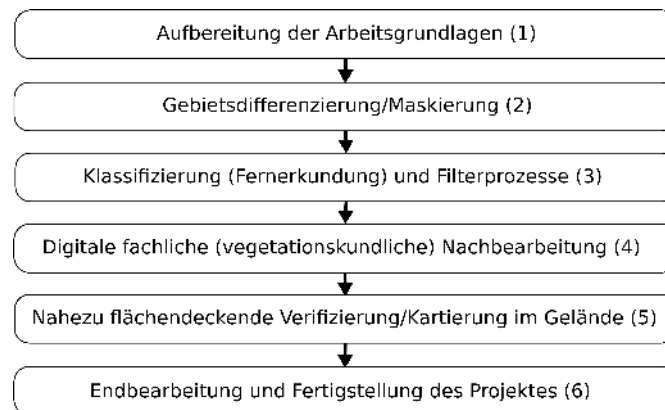 Aufbereitung der Arbeitsgrundlagen (1)
Gebietsdifferenzierung/Maskierung (2)
Klassifizierung (Fernerkundung) und Filterprozesse (3)
Digitale fachliche (vegetationskundliche) Nachbearbeitung (4)
Nahezu flächendeckende Verifizierung/Kartierung im Gelände (5)
Endbearbeitung und Fertigstellung des Projektes (6)